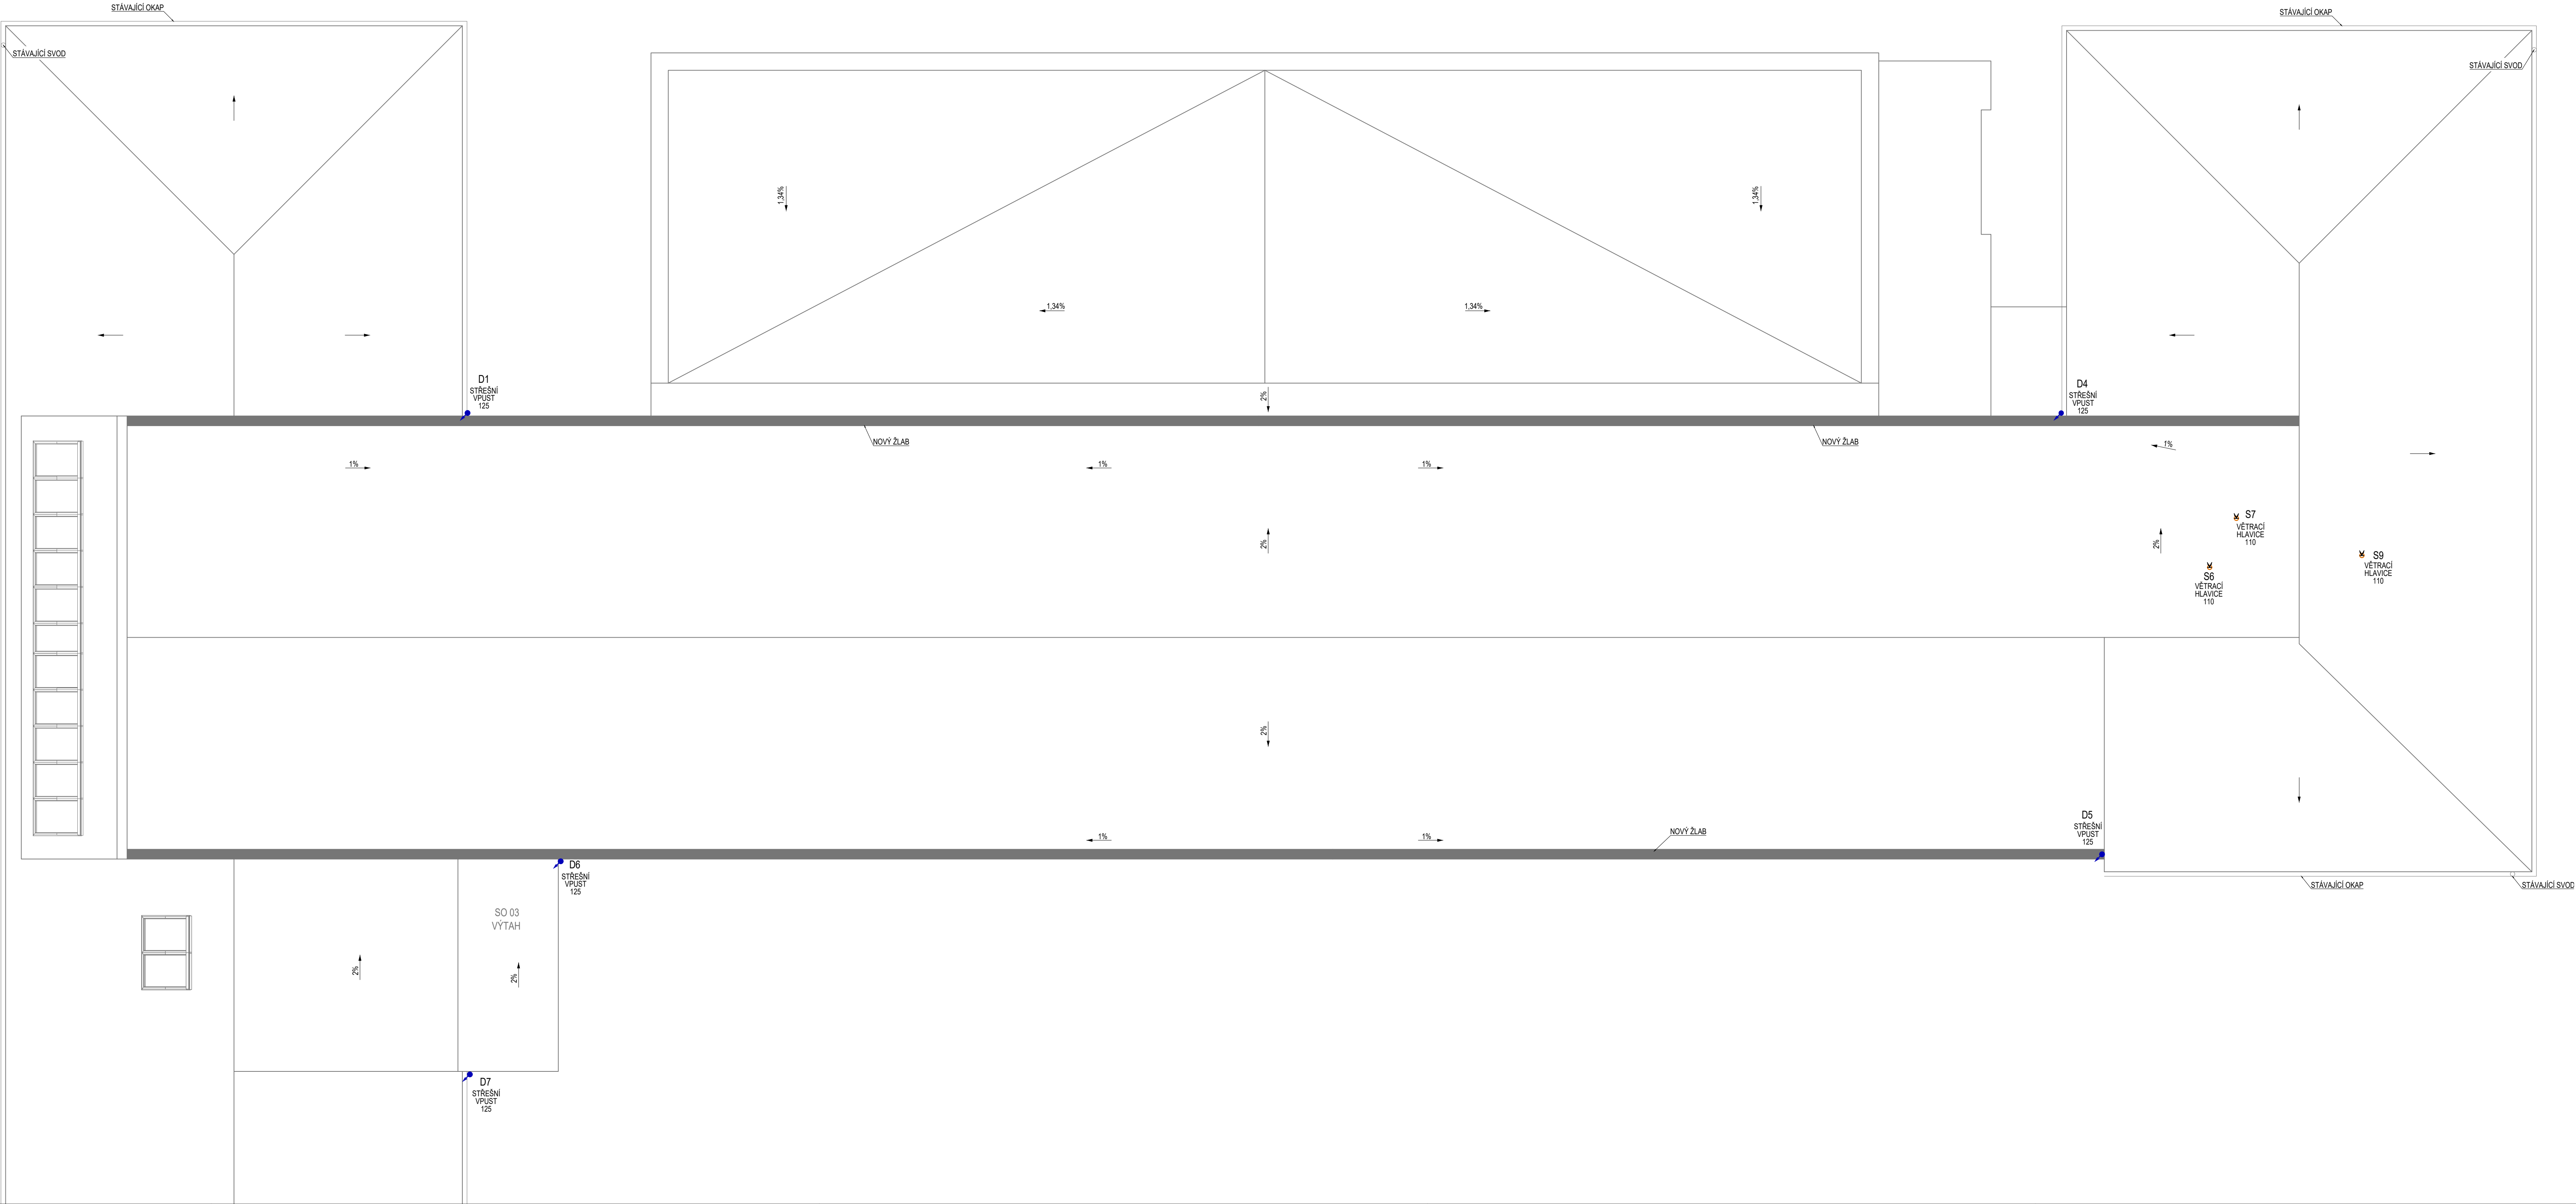 STÁVAJÍCÍ OKAP
STÁVAJÍCÍ OKAP
STÁVAJÍCÍ SVOD
STÁVAJÍCÍ SVOD
1,34%
1,34%
1,34%
1,34%
D1
STŘEŠNÍ
VPUST
125
2%
D4
STŘEŠNÍ
VPUST
125
NOVÝ ŽLAB
NOVÝ ŽLAB
1%
1%
1%
1%
S7
VĚTRACÍ
HLAVICE
110
2%
2%
S9
VĚTRACÍ
HLAVICE
110
S6
VĚTRACÍ
HLAVICE
110
2%
D5
STŘEŠNÍ
VPUST
125
1%
1%
NOVÝ ŽLAB
D6
STŘEŠNÍ
VPUST
125
STÁVAJÍCÍ OKAP
STÁVAJÍCÍ SVOD
SO 03
VÝTAH
2%
2%
D7
STŘEŠNÍ
VPUST
125